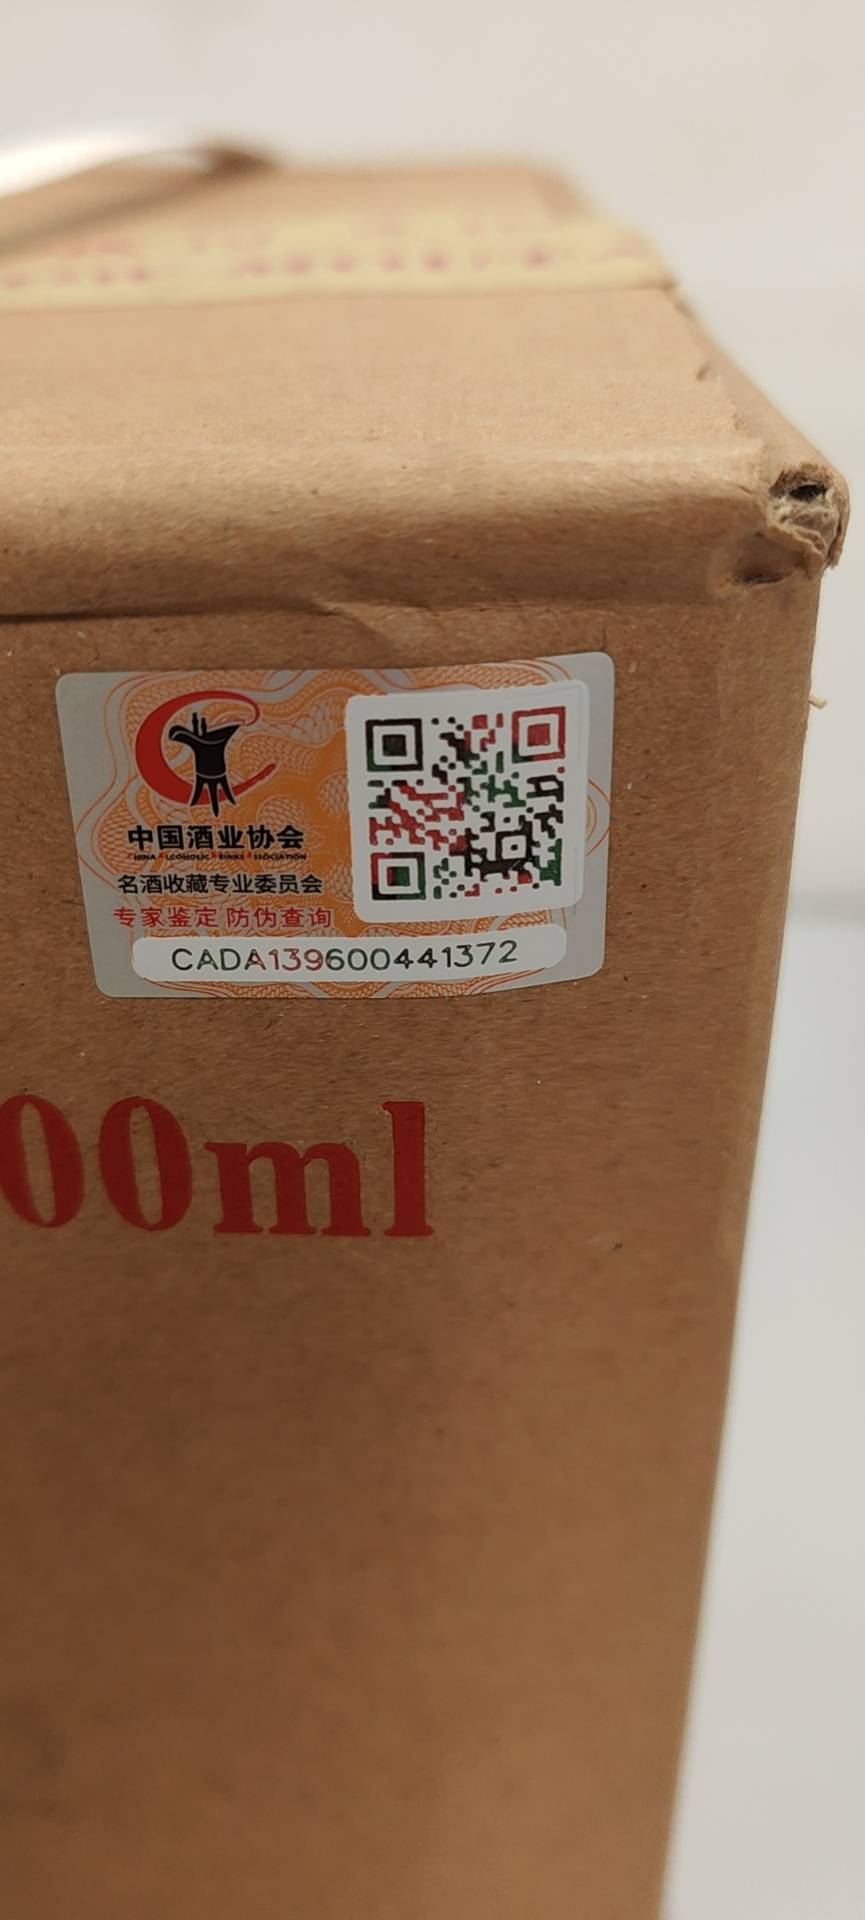 中国酒业协会
CHINA ALCOHOLIC DRINKS ASSOCIATION
名酒收藏专业委员会
专家鉴定 防伪查询
CADA139600441372
00ml